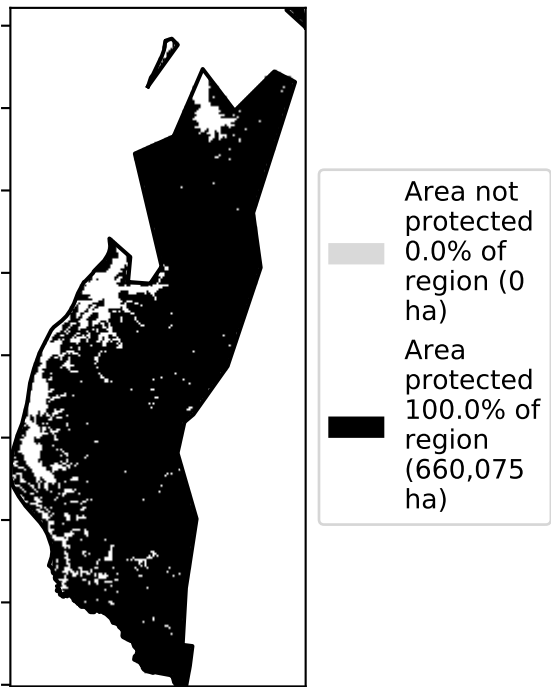 Area not
protected
0.0% of
region (0
ha)
Area
protected
100.0% of
region
(660,075
ha)